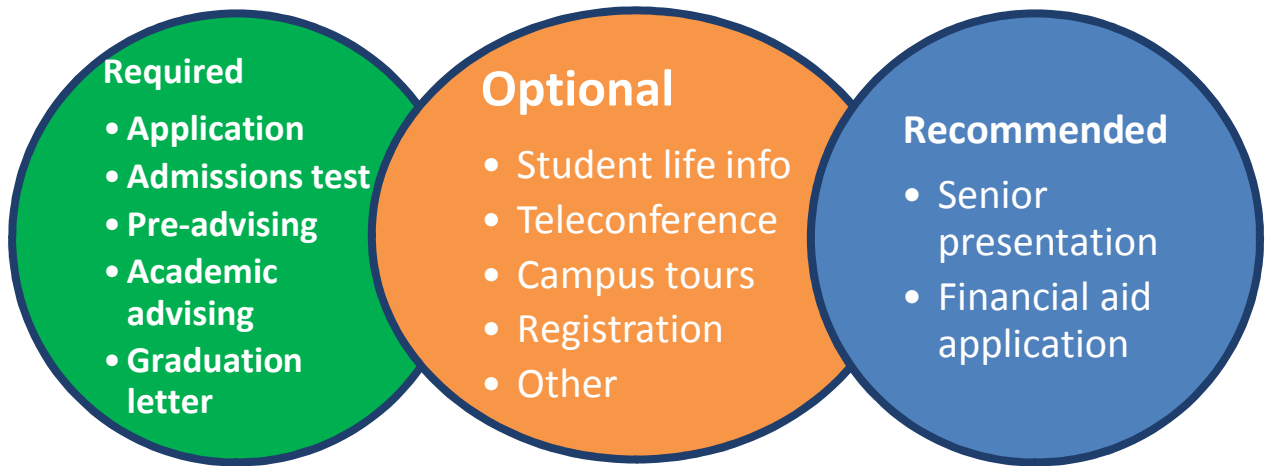 Required
• Application
• Admissions test
• Pre-advising
• Academic
advising
• Graduation
letter
Optional
• Student life info
• Teleconference
• Campus tours
• Registration
• Other
Recommended
• Senior
presentation
• Financial aid
application